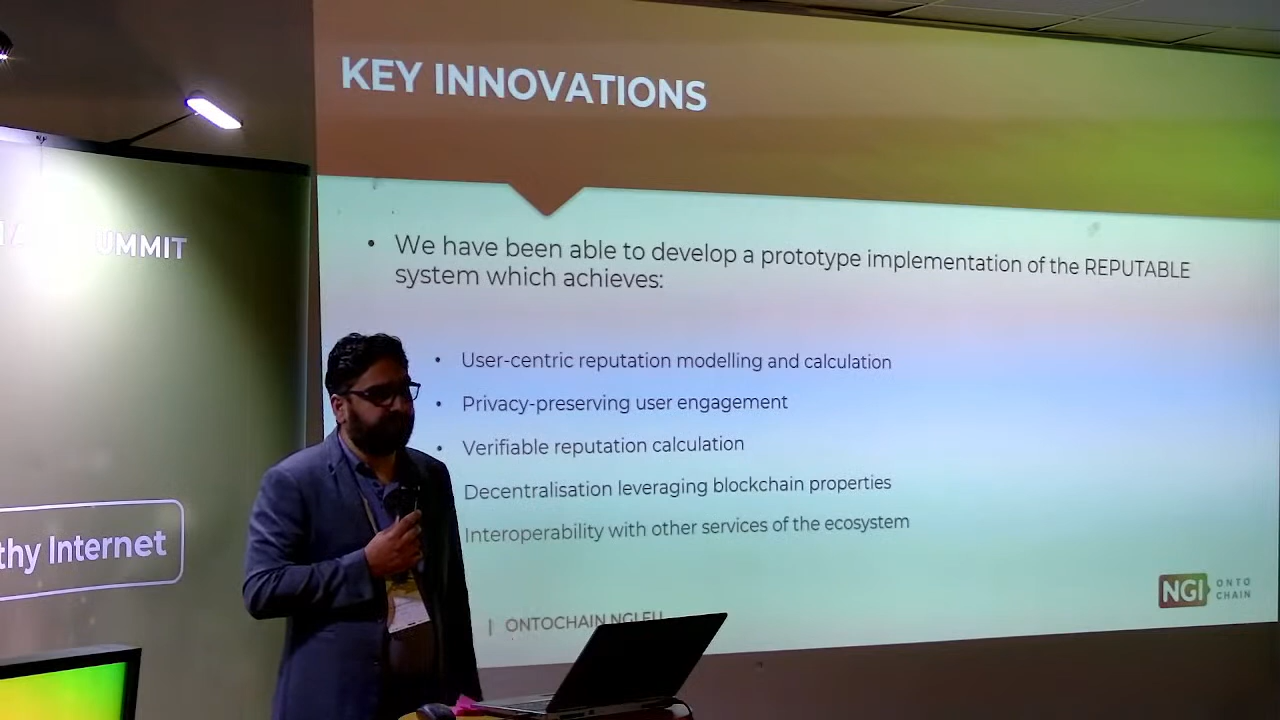 KEY INNOVATIONS
• We have been able to develop a prototype implementation of the REPUTABLE
system which achieves:
• User-centric reputation modelling and calculation
• Privacy-preserving user engagement
• Verifiable reputation calculation
Decentralisation leveraging blockchain properties
Interoperability with other services of the ecosystem
UMMIT
thy Internet
| ONTOCHAIN.NGI.EU
NGI ONTO
CHAIN